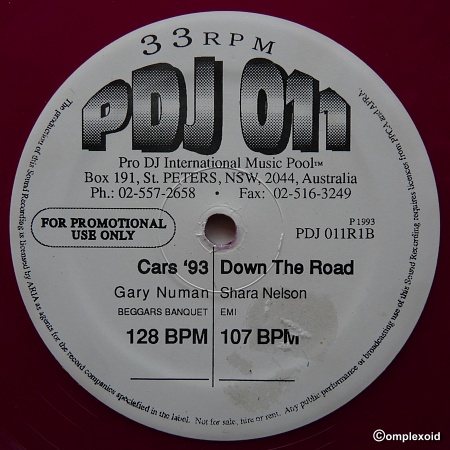 33 RPM
PDJ 011
Pro DJ International Music Pool™
Box 191, St. PETERS, NSW, 2044, Australia
Ph.: 02-557-2658 • Fax: 02-516-3249
FOR PROMOTIONAL
USE ONLY
P 1993
PDJ 011R1B
Cars '93
Gary Numan
BEGGARS BANQUET
128 BPM
Down The Road
Shara Nelson
EMI
107 BPM
The production of this Sound Recording is licenced by ARIA as agents for the record companies specified in the label. Not for sale, hire or rent. Any public performance or broadcasting use of this Sound Recording requires licences from PPCA and APRA.
©omplexoid